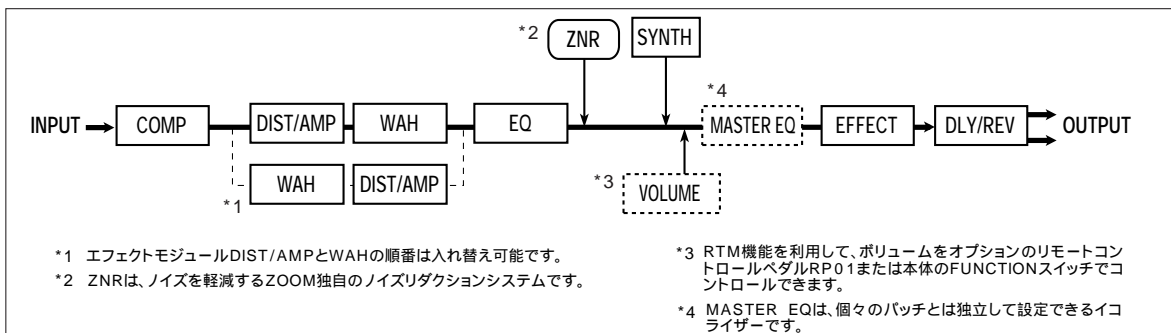 *2 ZNR SYNTH
*4
INPUT COMP DIST/AMP WAH EQ MASTER EQ EFFECT DLY/REV OUTPUT
*1 WAH DIST/AMP *3 VOLUME
*1 エフェクトモジュールDIST/AMPとWAHの順番は入れ替え可能です。
*2 ZNRは、ノイズを軽減するZOOM独自のノイズリダクションシステムです。
*3 RTM機能を利用して、ボリュームをオプションのリモートコン
トロールペダルRP01または本体のFUNCTIONスイッチでコ
ントロールできます。
*4 MASTER EQは、個々のパッチとは独立して設定できるイコ
ライザーです。